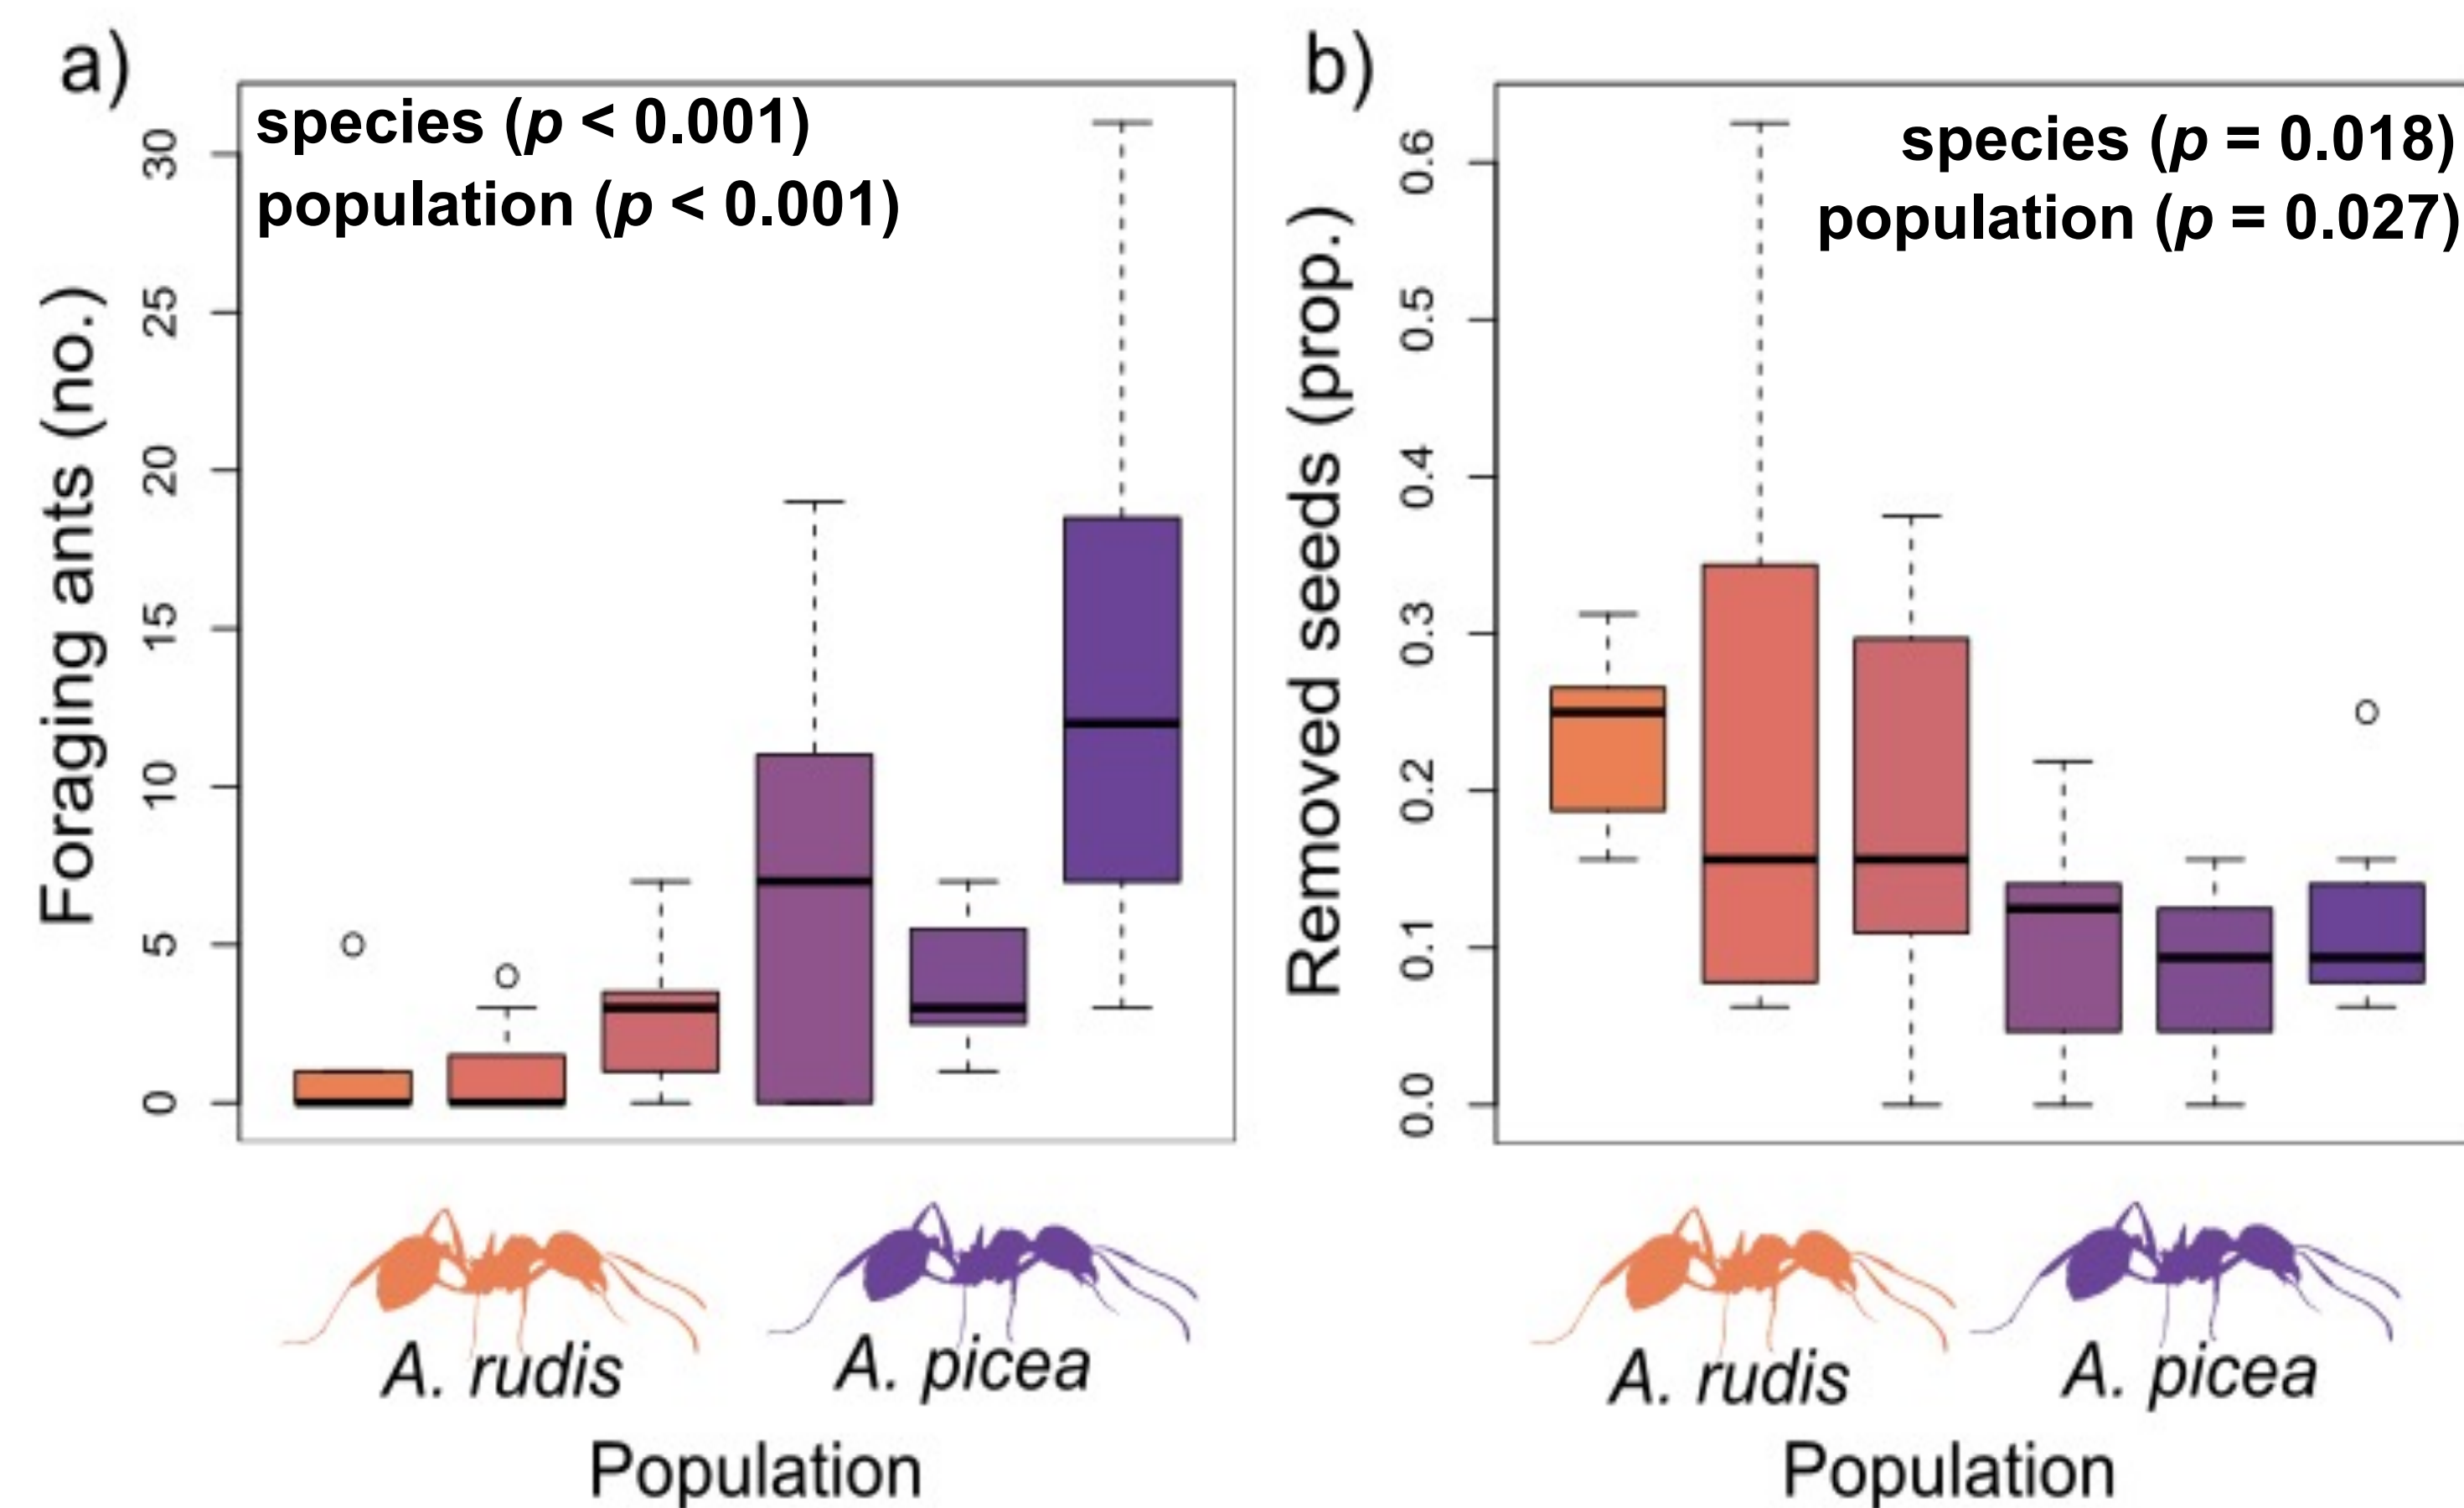 a)
species (p < 0.001)
population (p < 0.001)
Foraging ants (no.)
30
25
20
15
10
5
0
A. rudis
A. picea
Population
b)
species (p = 0.018)
population (p = 0.027)
Removed seeds (prop.)
0.6
0.5
0.4
0.3
0.2
0.1
0.0
A. rudis
A. picea
Population